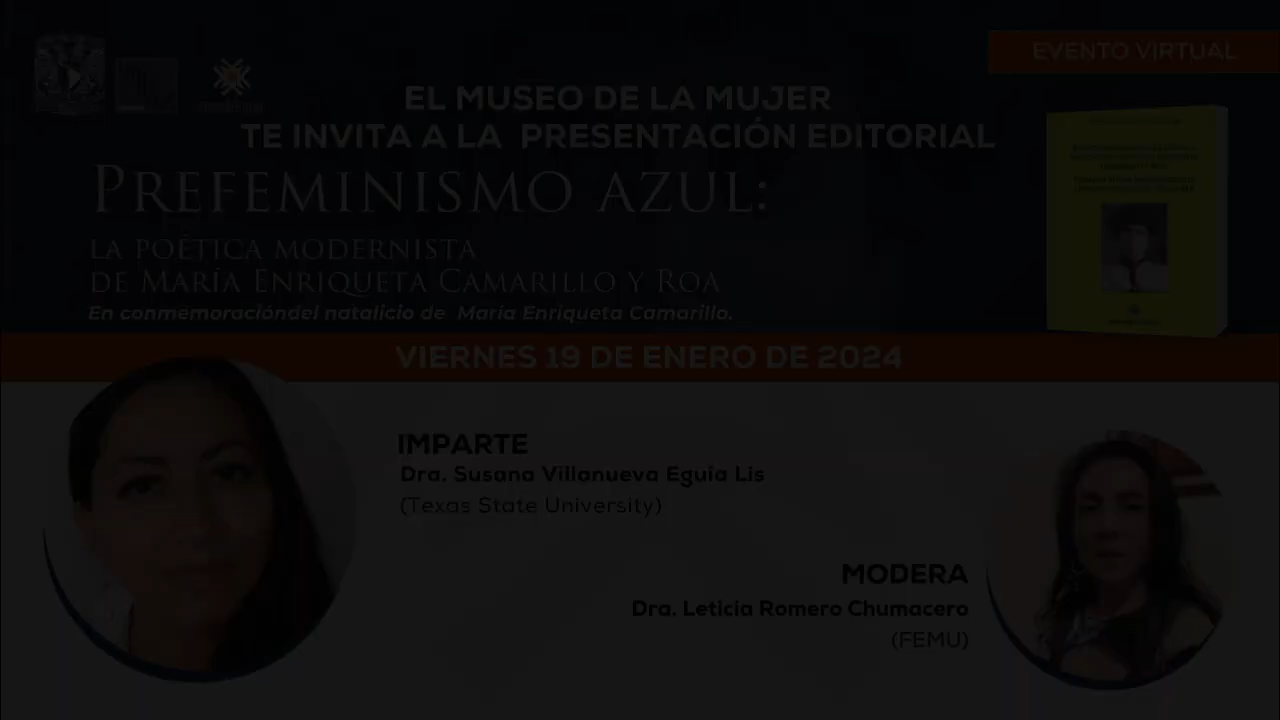 EVENTO VIRTUAL
EL MUSEO DE LA MUJER
TE INVITA A LA PRESENTACIÓN EDITORIAL
PREFEMINISMO AZUL:
LA POÉTICA MODERNISTA
DE MARÍA ENRIQUETA CAMARILLO Y ROA
En conmemoracióndel natalicio de María Enriqueta Camarillo.
VIERNES 19 DE ENERO DE 2024
IMPARTE
Dra. Susana Villanueva Eguia Lis
(Texas State University)
MODERA
Dra. Leticia Romero Chumacero
(FEMU)